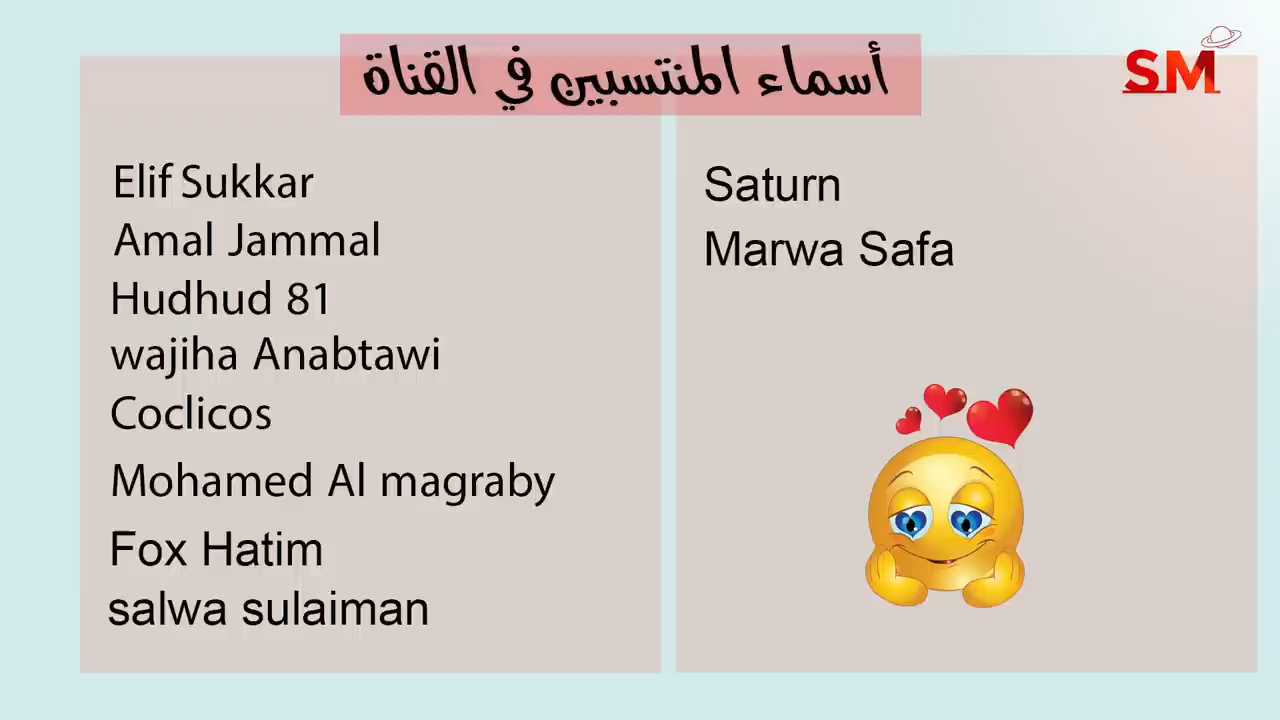 أسماء المنتسبين في القناة
SM
Elif Sukkar
Amal Jammal
Hudhud 81
wajiha Anabtawi
Coclicos
Mohamed Al magraby
Fox Hatim
salwa sulaiman
Saturn
Marwa Safa